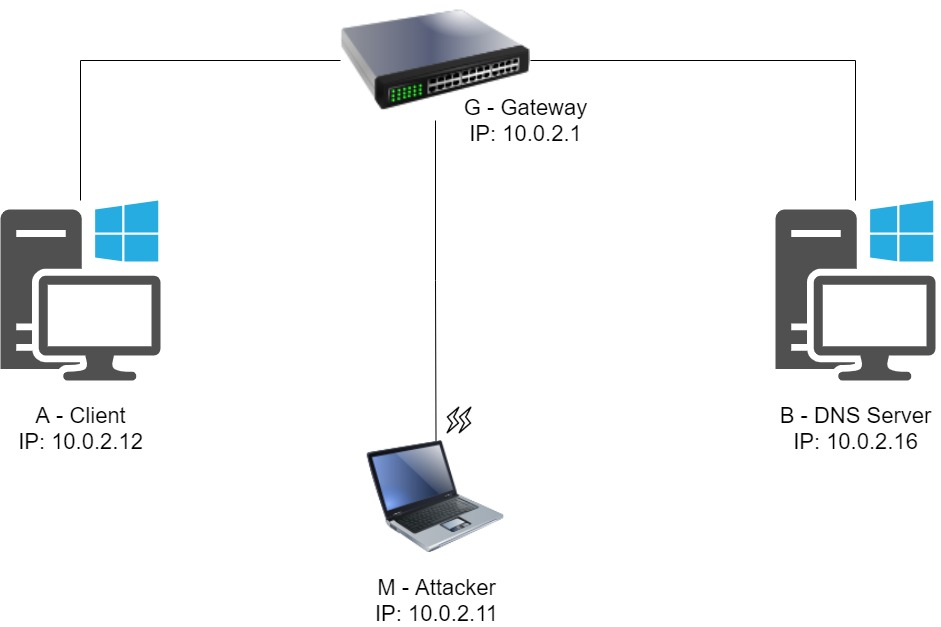 G - Gateway
IP: 10.0.2.1
A - Client
IP: 10.0.2.12
B - DNS Server
IP: 10.0.2.16
M - Attacker
IP: 10.0.2.11